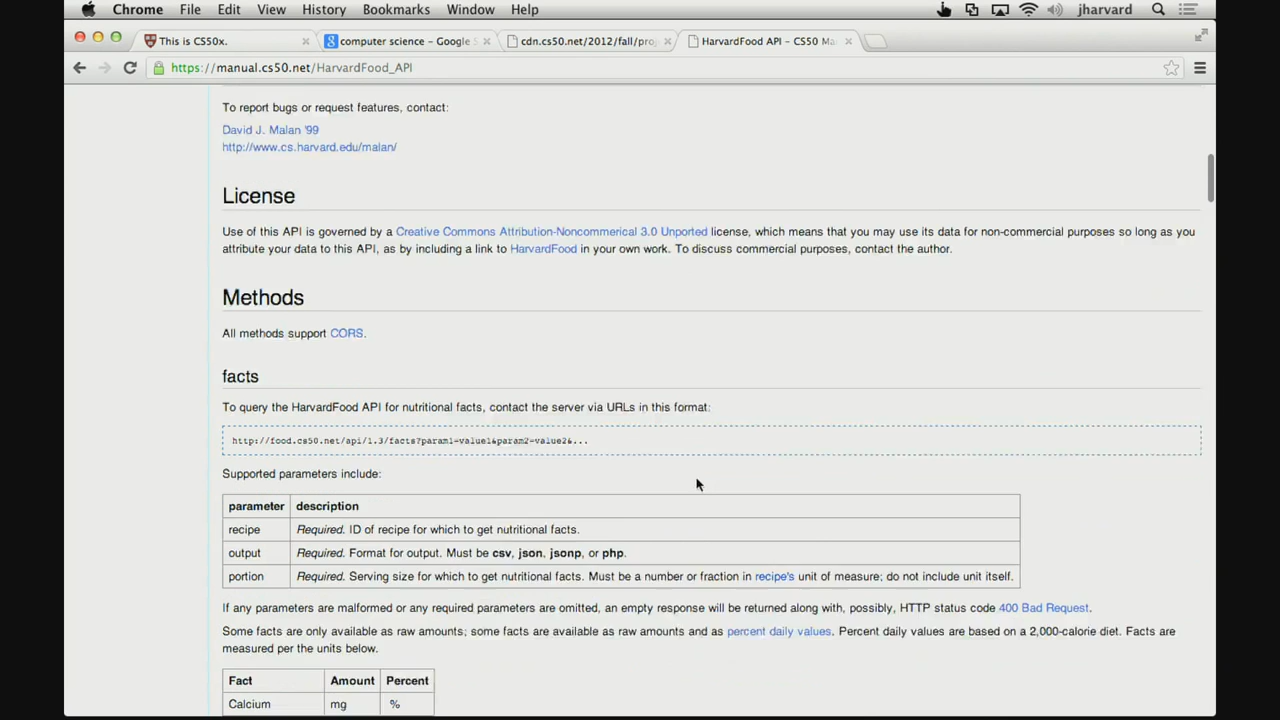 Chrome File Edit View History Bookmarks Window Help jharvard
This is CS50x. computer science - Google cdn.cs50.net/2012/fall/pro HarvardFood API - CS50 Ma
https://manual.cs50.net/HarvardFood_API
To report bugs or request features, contact:
David J. Malan '99
http://www.cs.harvard.edu/malan/
License
Use of this API is governed by a Creative Commons Attribution-Noncommerical 3.0 Unported license, which means that you may use its data for non-commercial purposes so long as you
attribute your data to this API, as by including a link to HarvardFood in your own work. To discuss commercial purposes, contact the author.
Methods
All methods support CORS.
facts
To query the HarvardFood API for nutritional facts, contact the server via URLs in this format:
http://food.cs50.net/api/1.3/facts?param1=value1&param2=value2&...
Supported parameters include:
parameter description
recipe Required. ID of recipe for which to get nutritional facts.
output Required. Format for output. Must be csv, json, jsonp, or php.
portion Required. Serving size for which to get nutritional facts. Must be a number or fraction in recipe's unit of measure; do not include unit itself.
If any parameters are malformed or any required parameters are omitted, an empty response will be returned along with, possibly, HTTP status code 400 Bad Request.
Some facts are only available as raw amounts; some facts are available as raw amounts and as percent daily values. Percent daily values are based on a 2,000-calorie diet. Facts are
measured per the units below.
Fact Amount Percent
Calcium mg %